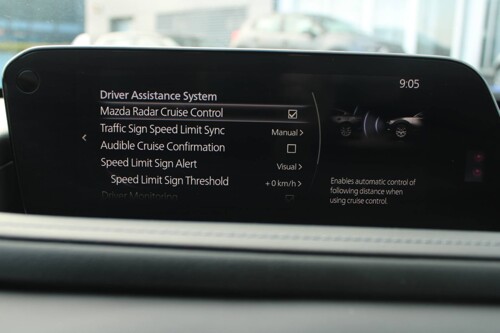 9:05
Driver Assistance System
Mazda Radar Cruise Control
Traffic Sign Speed Limit Sync Manual
Audible Cruise Confirmation
Speed Limit Sign Alert Visual
Speed Limit Sign Threshold + 0 km/h
Driver Monitoring
Enables automatic control of
following distance when
using cruise control.